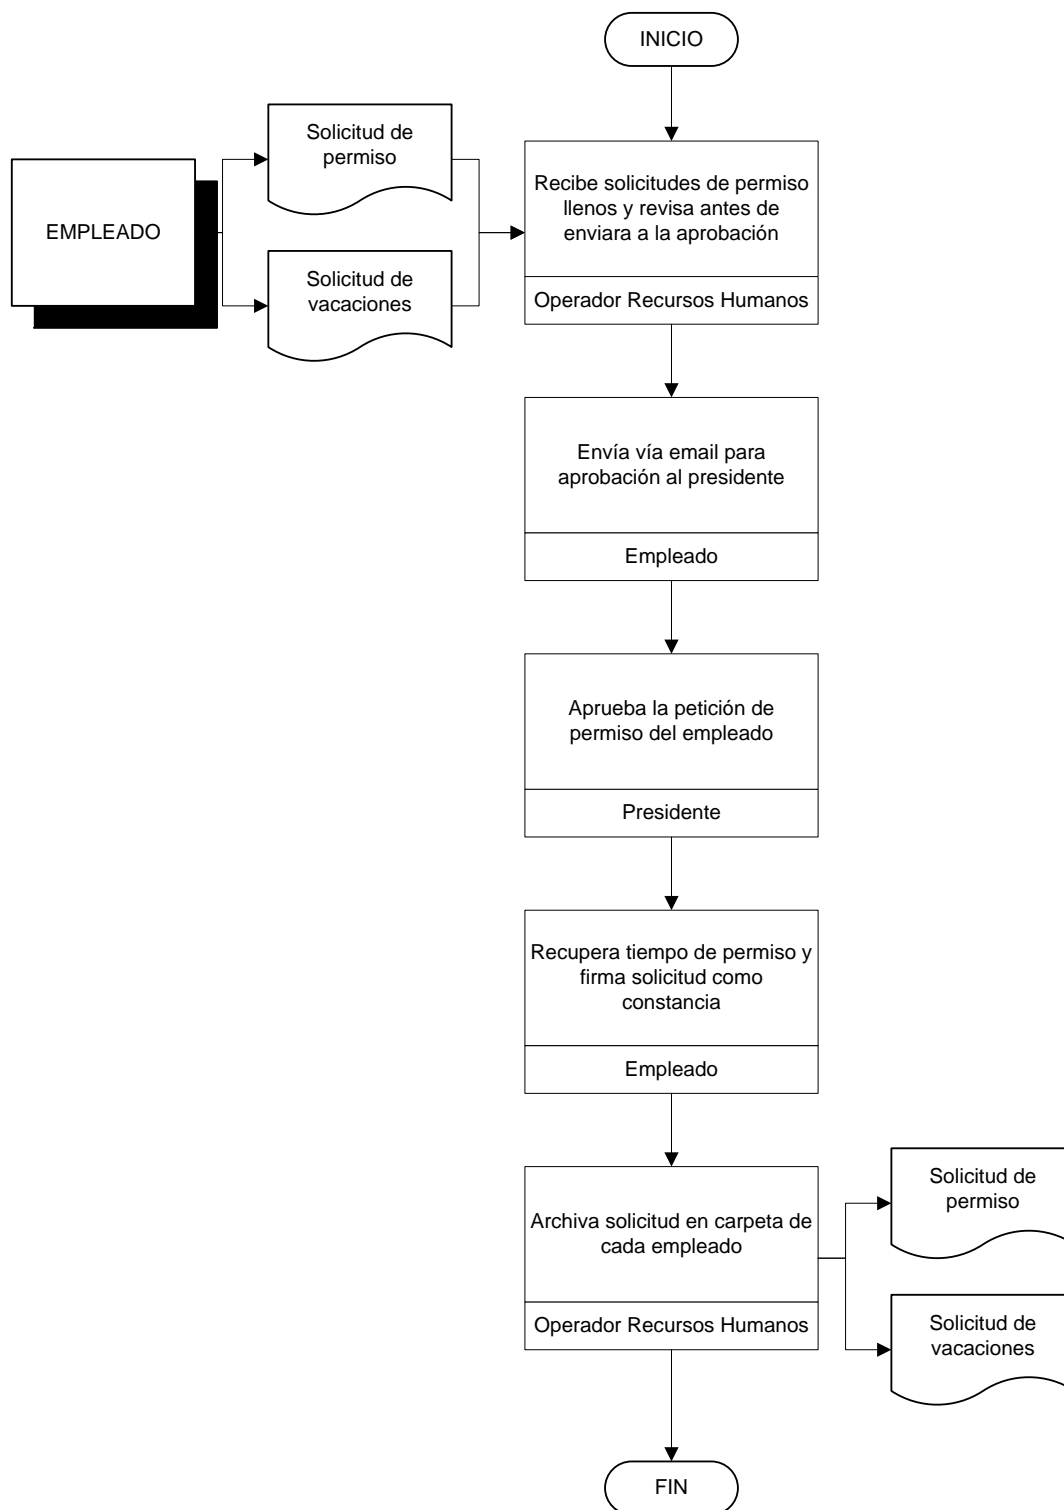 INICIO
Solicitud de
permiso
EMPLEADO
Solicitud de
vacaciones
Recibe solicitudes de permiso
llenos y revisa antes de
enviara a la aprobación
Operador Recursos Humanos
Envía vía email para
aprobación al presidente
Empleado
Aprueba la petición de
permiso del empleado
Presidente
Recupera tiempo de permiso y
firma solicitud como
constancia
Empleado
Archiva solicitud en carpeta de
cada empleado
Operador Recursos Humanos
Solicitud de
permiso
Solicitud de
vacaciones
FIN